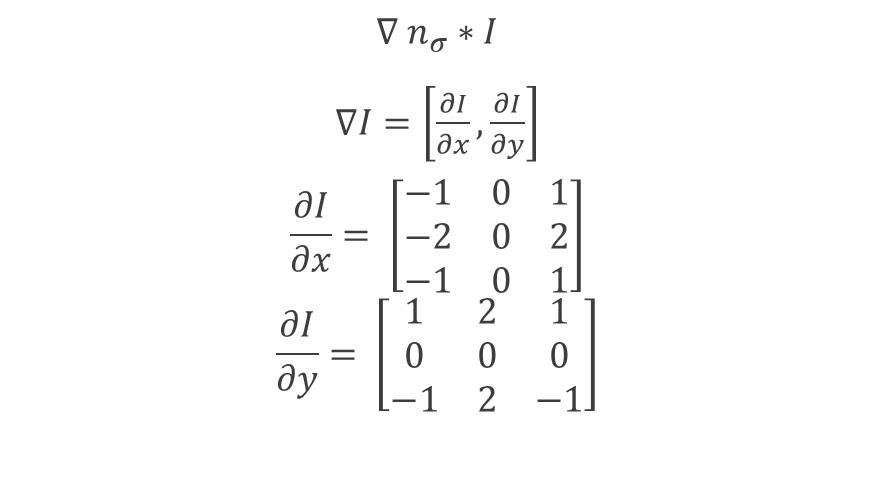 ∇ n_σ ∗ I
∇I = [∂I/∂x, ∂I/∂y]
∂I/∂x = [−1 0 1
−2 0 2
−1 0 1]
∂I/∂y = [1 2 1
0 0 0
−1 2 −1]